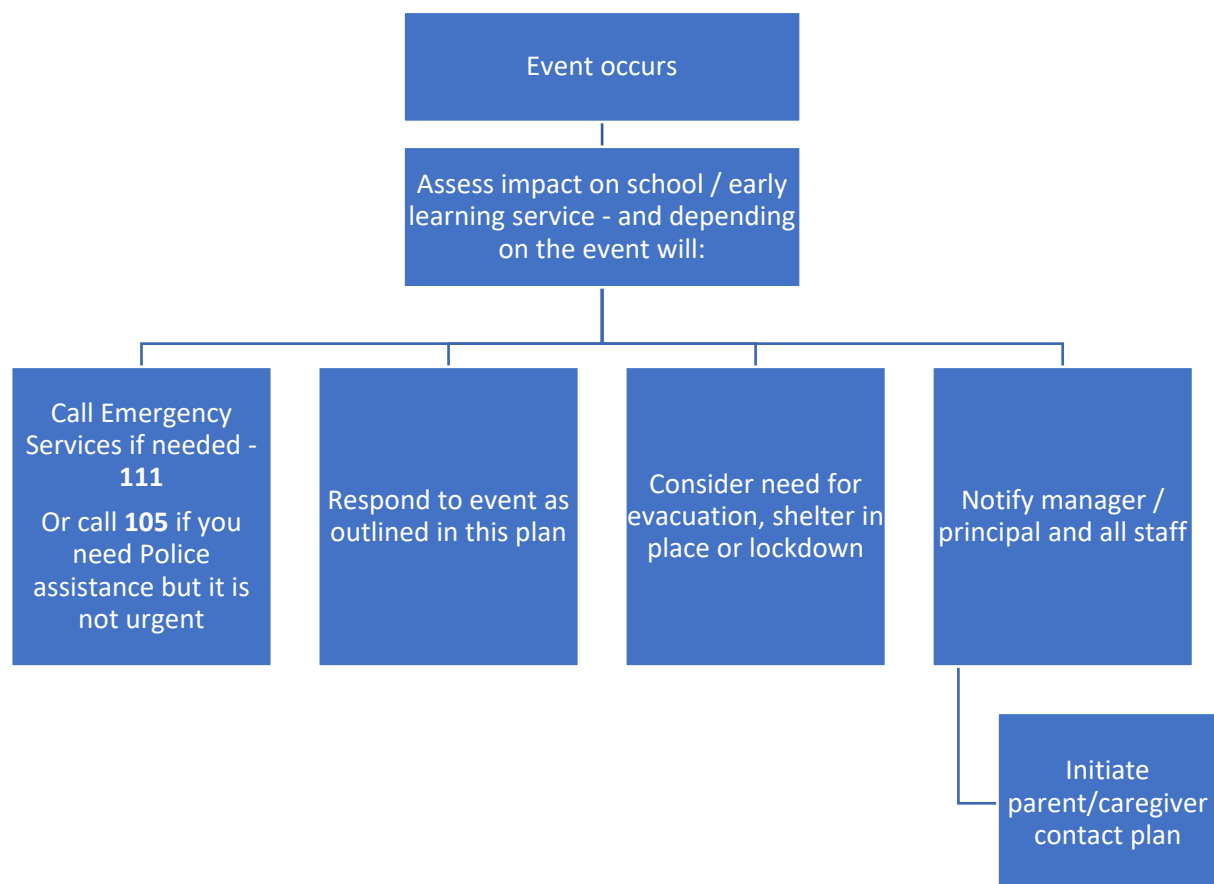 Event occurs
Assess impact on school / early
learning service - and depending
on the event will:
Call Emergency
Services if needed -
111
Or call 105 if you
need Police
assistance but it is
not urgent
Respond to event as
outlined in this plan
Consider need for
evacuation, shelter in
place or lockdown
Notify manager /
principal and all staff
Initiate
parent/caregiver
contact plan